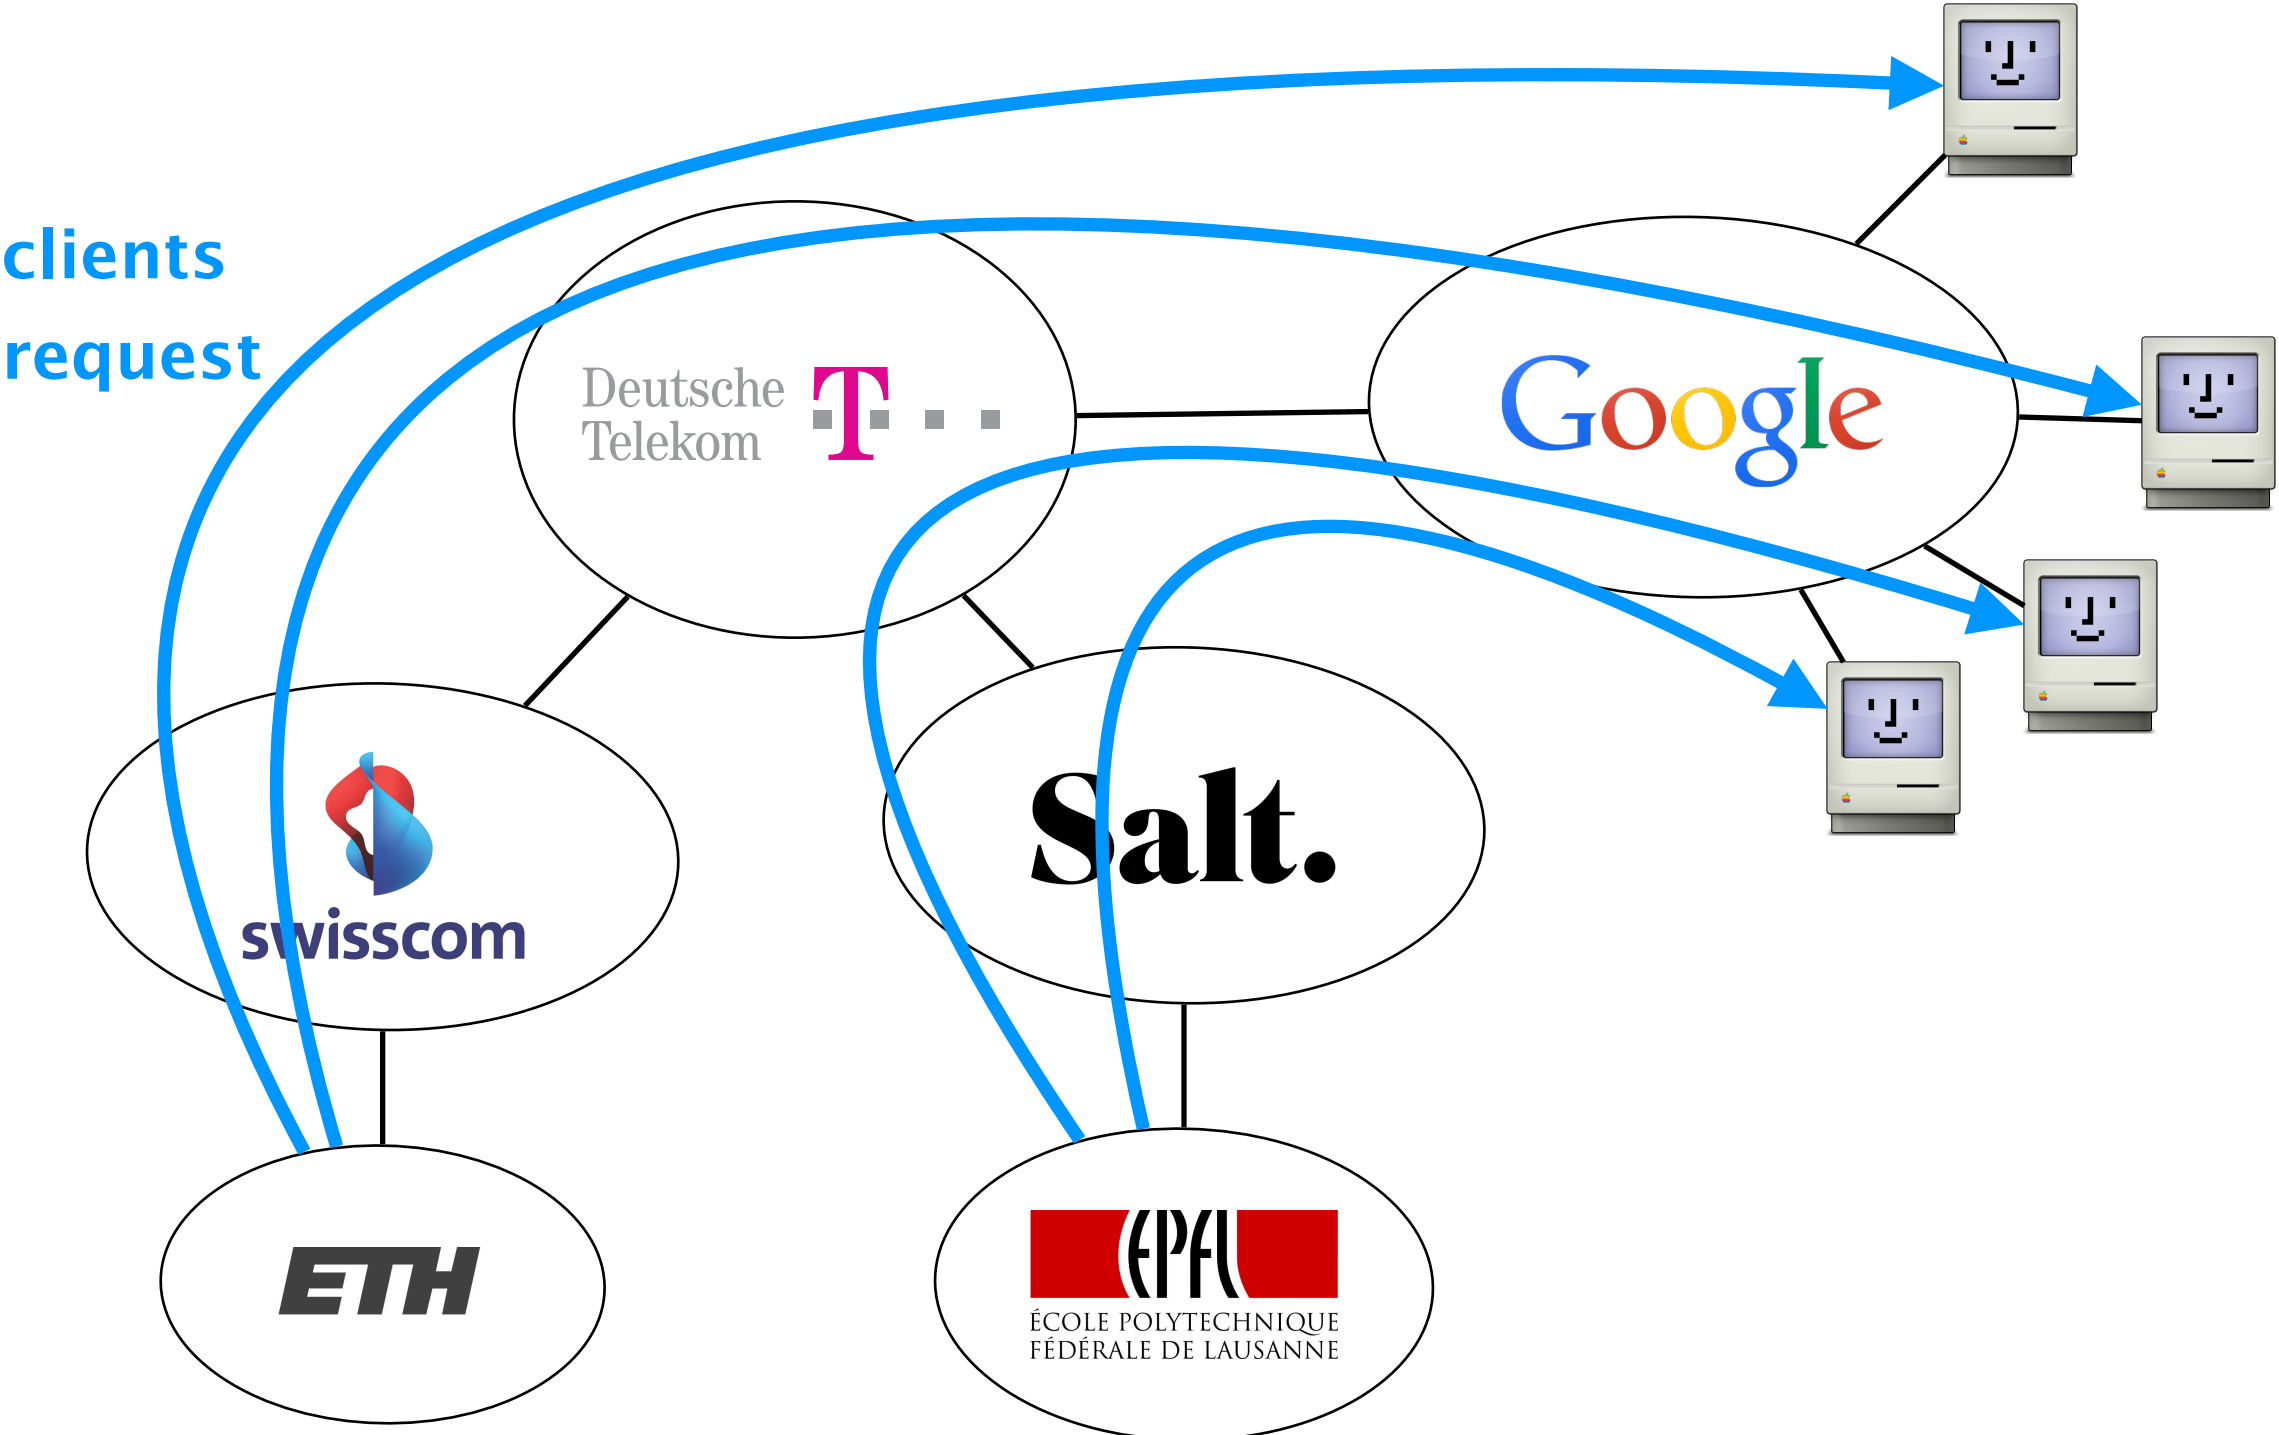 clients
request
Deutsche
Telekom
T
Google
swisscom
Salt.
ETH
EPFL
ÉCOLE POLYTECHNIQUE
FÉDÉRALE DE LAUSANNE